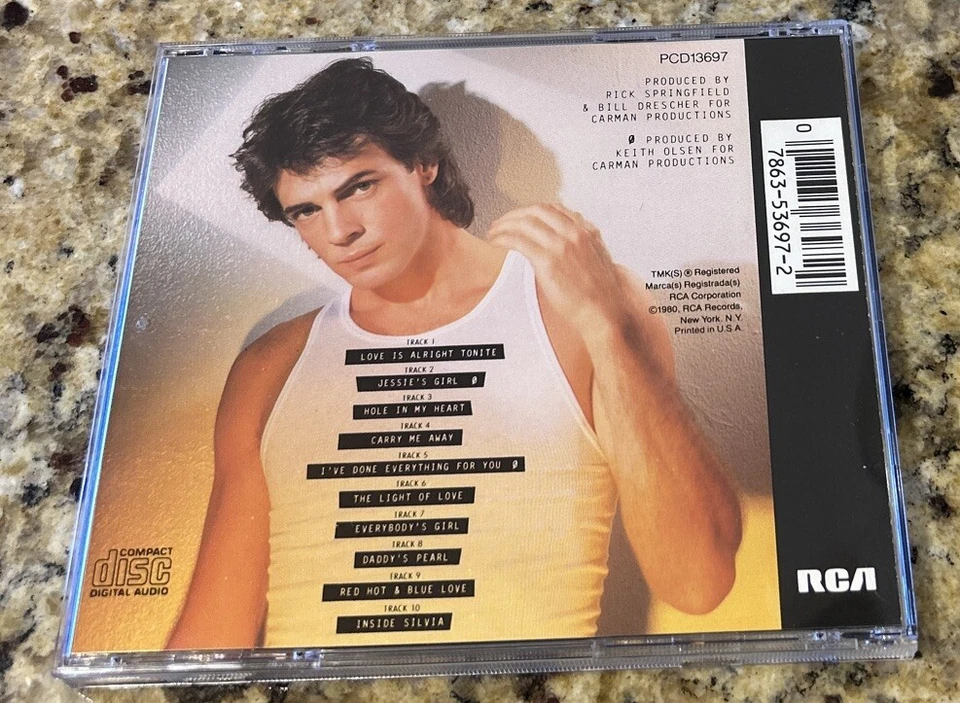 PCD13697
PRODUCED BY
RICK SPRINGFIELD
& BILL DRESCHER FOR
CARMAN PRODUCTIONS
Ø PRODUCED BY
KEITH OLSEN FOR
CARMAN PRODUCTIONS
0 7863-53697-2
TMK(S) ® Registered
Marca(s) Registrada(s)
RCA Corporation
©1980, RCA Records,
New York, N.Y.
Printed in U.S.A.
TRACK 1
LOVE IS ALRIGHT TONITE
TRACK 2
JESSIE'S GIRL Ø
TRACK 3
HOLE IN MY HEART
TRACK 4
CARRY ME AWAY
TRACK 5
I'VE DONE EVERYTHING FOR YOU Ø
TRACK 6
THE LIGHT OF LOVE
TRACK 7
EVERYBODY'S GIRL
TRACK 8
DADDY'S PEARL
TRACK 9
RED HOT & BLUE LOVE
TRACK 10
INSIDE SILVIA
COMPACT
disc
DIGITAL AUDIO
RCA